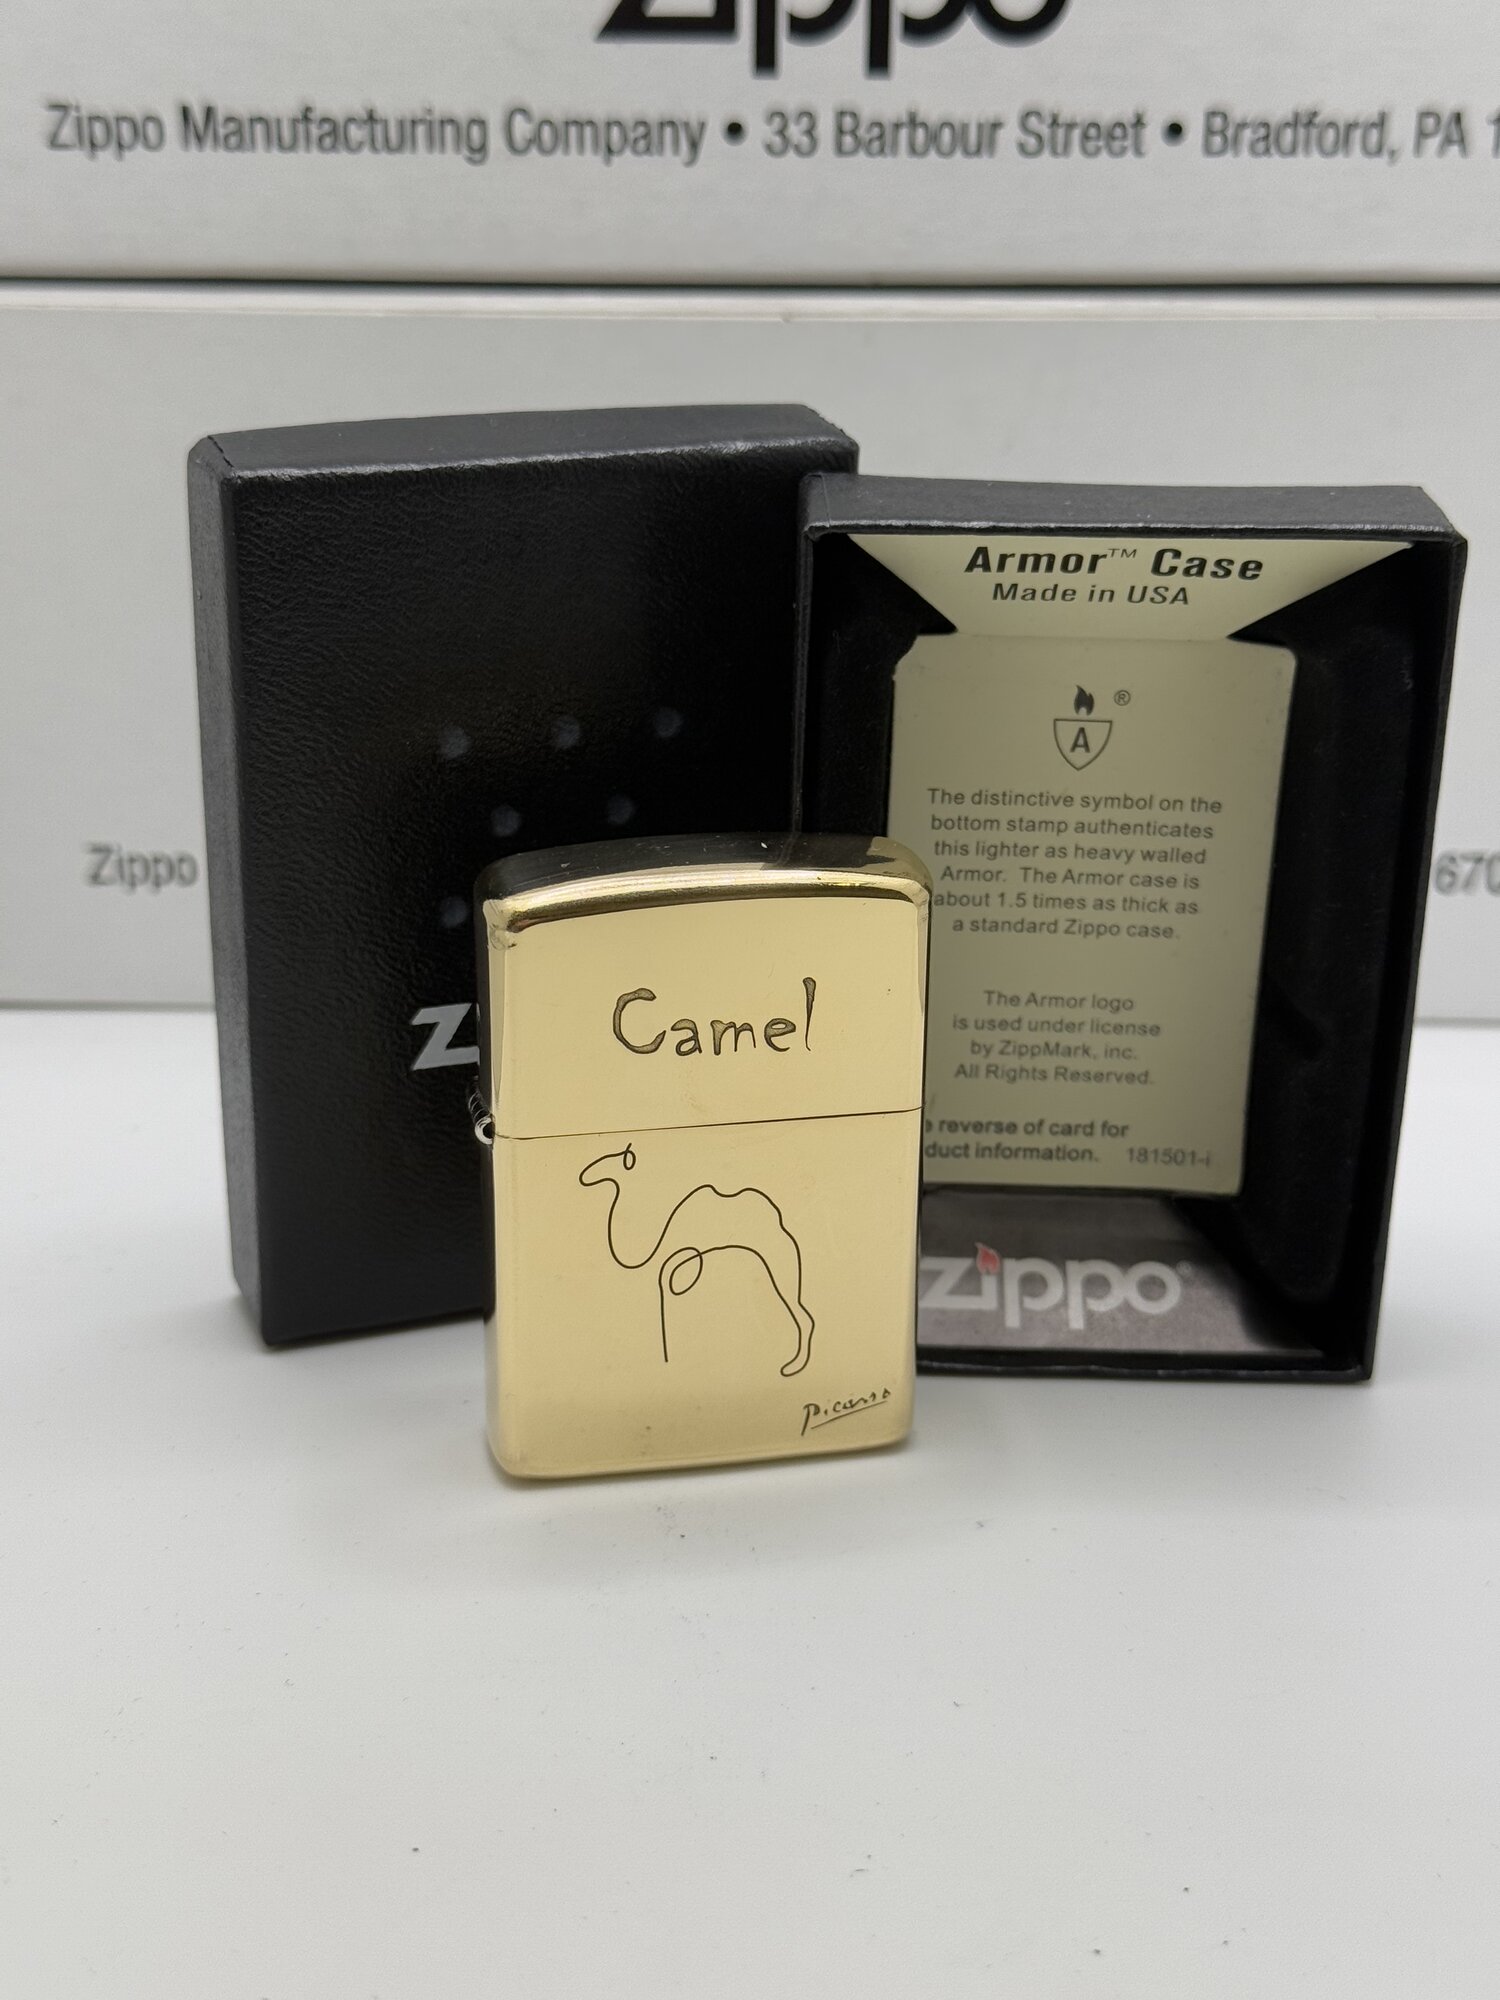 Zippo
Zippo Manufacturing Company • 33 Barbour Street • Bradford, PA 1
Zippo
670
Armor™ Case
Made in USA
®
A
The distinctive symbol on the
bottom stamp authenticates
this lighter as heavy walled
Armor. The Armor case is
about 1.5 times as thick as
a standard Zippo case.
The Armor logo
is used under license
by ZippMark, inc.
All Rights Reserved.
reverse of card for
duct information. 181501-i
Zippo®
Z
Camel
Picasso